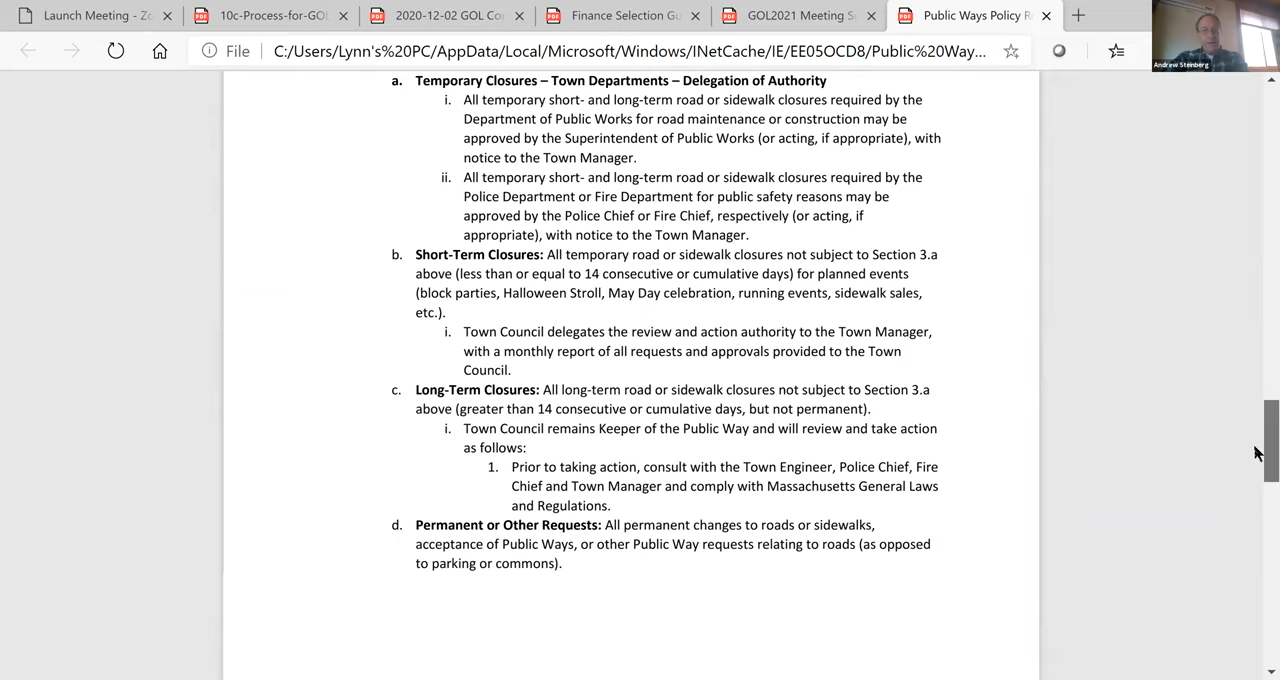 Launch Meeting - Zo
10c-Process-for-GOL
2020-12-02 GOL Co
Finance Selection Gu
GOL2021 Meeting S
Public Ways Policy R
File
C:/Users/Lynn's%20PC/AppData/Local/Microsoft/Windows/INetCache/IE/EE05OCD8/Public%20Way...
Andrew Steinberg
a. Temporary Closures – Town Departments – Delegation of Authority
i. All temporary short- and long-term road or sidewalk closures required by the
Department of Public Works for road maintenance or construction may be
approved by the Superintendent of Public Works (or acting, if appropriate), with
notice to the Town Manager.
ii. All temporary short- and long-term road or sidewalk closures required by the
Police Department or Fire Department for public safety reasons may be
approved by the Police Chief or Fire Chief, respectively (or acting, if
appropriate), with notice to the Town Manager.
b. Short-Term Closures: All temporary road or sidewalk closures not subject to Section 3.a
above (less than or equal to 14 consecutive or cumulative days) for planned events
(block parties, Halloween Stroll, May Day celebration, running events, sidewalk sales,
etc.).
i. Town Council delegates the review and action authority to the Town Manager,
with a monthly report of all requests and approvals provided to the Town
Council.
c. Long-Term Closures: All long-term road or sidewalk closures not subject to Section 3.a
above (greater than 14 consecutive or cumulative days, but not permanent).
i. Town Council remains Keeper of the Public Way and will review and take action
as follows:
1. Prior to taking action, consult with the Town Engineer, Police Chief, Fire
Chief and Town Manager and comply with Massachusetts General Laws
and Regulations.
d. Permanent or Other Requests: All permanent changes to roads or sidewalks,
acceptance of Public Ways, or other Public Way requests relating to roads (as opposed
to parking or commons).